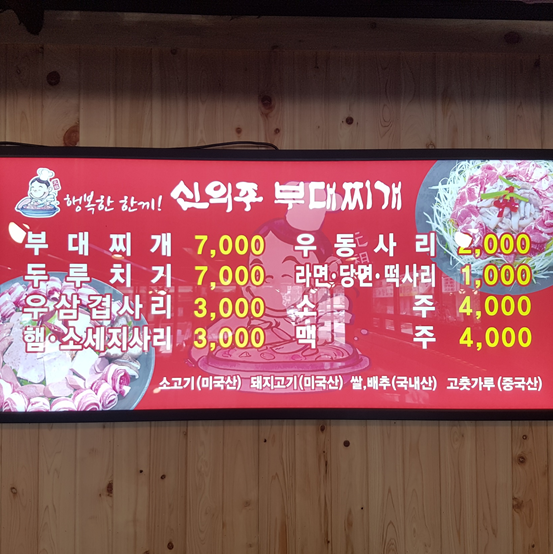 행복한 한끼! 신의주 부대찌개
부대찌개 7,000 우동사리 2,000
두루치기 7,000 라면·당면·떡사리 1,000
우·삼겹사리 3,000 소주 4,000
햄·소세지사리 3,000 맥주 4,000
소고기(미국산) 돼지고기(미국산) 쌀,배추(국내산) 고춧가루(중국산)